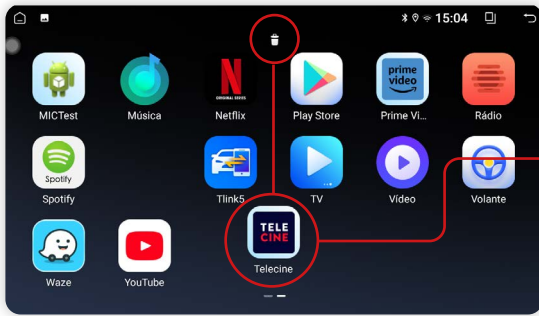 15:04
MICTest
Música
NETFLIX ORIGINAL SERIES
Netflix
Play Store
prime
video
Prime Vi...
Rádio
Spotify
Spotify
Tlink5
TV
Vídeo
Volante
TELE
CINE
Telecine
Waze
YouTube